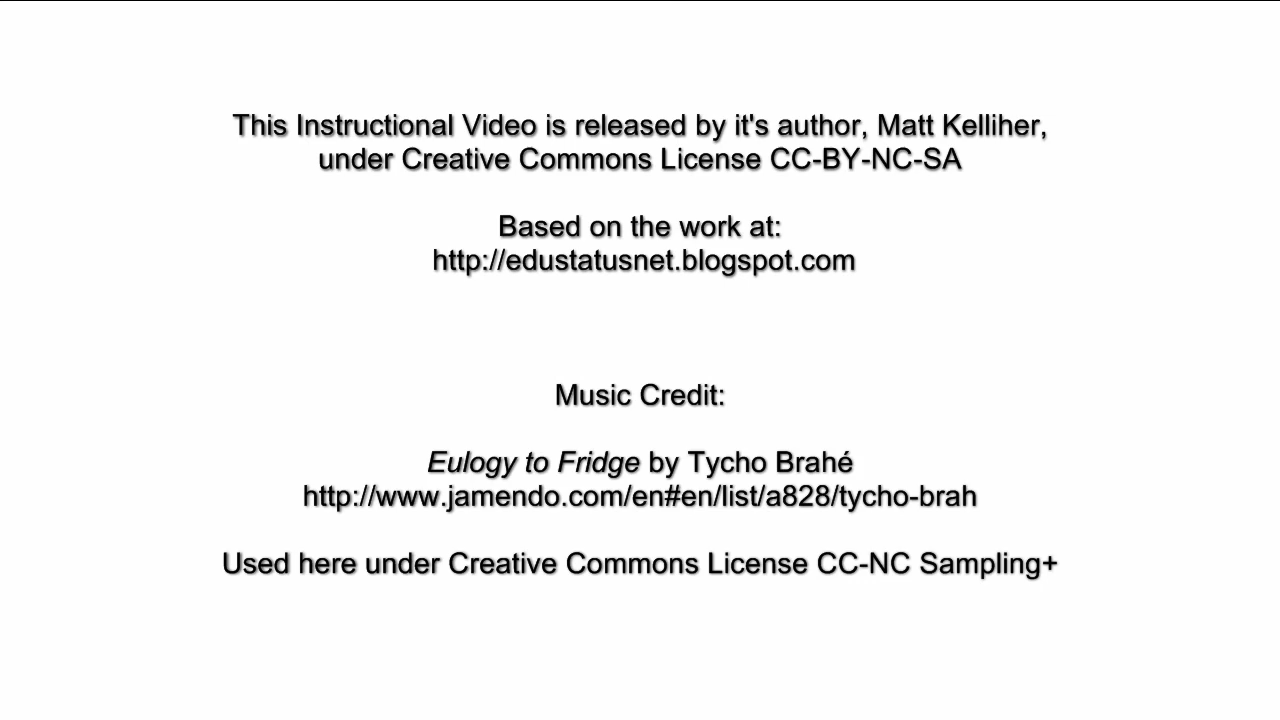 This Instructional Video is released by it's author, Matt Kelliher,
under Creative Commons License CC-BY-NC-SA
Based on the work at:
http://edustatusnet.blogspot.com
Music Credit:
Eulogy to Fridge by Tycho Brahé
http://www.jamendo.com/en#en/list/a828/tycho-brah
Used here under Creative Commons License CC-NC Sampling+